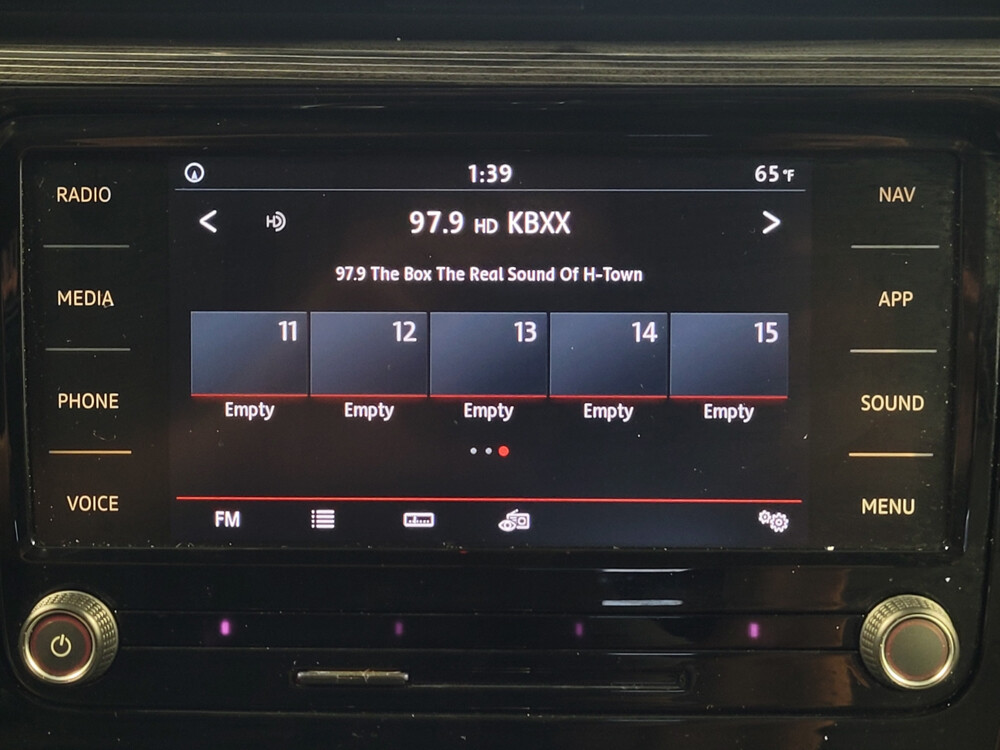 RADIO
MEDIA
PHONE
VOICE
1:39
65°F
HD
97.9 HD KBXX
97.9 The Box The Real Sound Of H-Town
11 12 13 14 15
Empty Empty Empty Empty Empty
FM
NAV
APP
SOUND
MENU